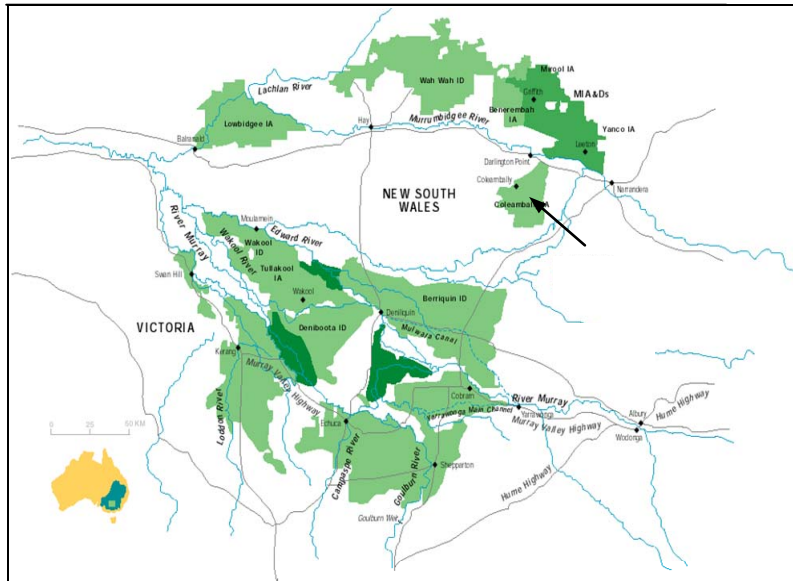 Wah Wah ID
Mirool IA
Griffith
MIA&Ds
Benerembah
IA
Yanco IA
Leeton
Lachlan River
Lowbidgee IA
Hay
Murrumbidgee River
Balranald
Darlington Point
Coleambally
Narrandera
NEW SOUTH
WALES
River Murray
Moulamein
Edward River
Wakool River
Wakool
ID
Tullakool
IA
Swan Hill
Wakool
Berriquin ID
Deniliquin
VICTORIA
Deniboota ID
Mulwara Canal
Kerang
Murray Valley Highway
Cobram
River Murray
Yarrawonga
Yarrawonga Main Channel
Murray Valley Highway
Albury
Hume Highway
Wodonga
Loddon River
Echuca
Campaspe River
Goulburn River
Shepparton
Hume Highway
Goulburn Weir
0 25 50 KM